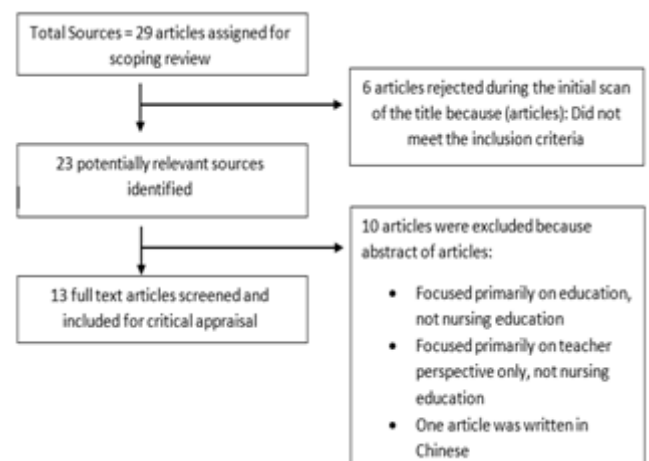 Total Sources = 29 articles assigned for
scoping review
6 articles rejected during the initial scan
of the title because (articles): Did not
meet the inclusion criteria
23 potentially relevant sources
identified
10 articles were excluded because
abstract of articles:
• Focused primarily on education,
not nursing education
• Focused primarily on teacher
perspective only, not nursing
education
• One article was written in
Chinese
13 full text articles screened and
included for critical appraisal